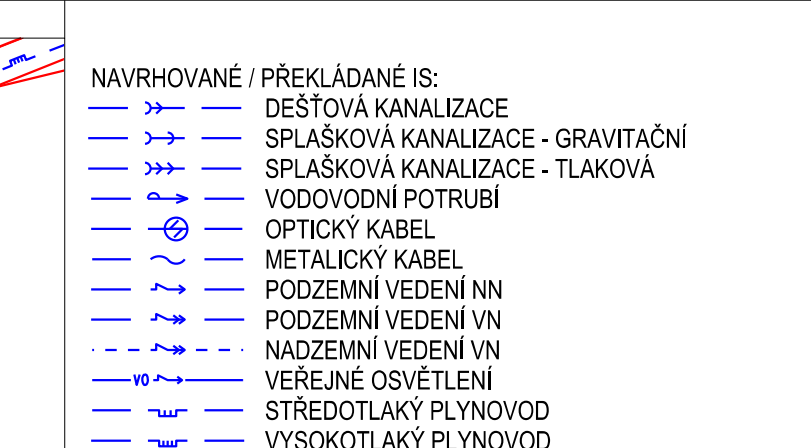 NAVRHOVANÉ / PŘEKLÁDANÉ IS:
DEŠŤOVÁ KANALIZACE
SPLAŠKOVÁ KANALIZACE - GRAVITAČNÍ
SPLAŠKOVÁ KANALIZACE - TLAKOVÁ
VODOVODNÍ POTRUBÍ
OPTICKÝ KABEL
METALICKÝ KABEL
PODZEMNÍ VEDENÍ NN
PODZEMNÍ VEDENÍ VN
NADZEMNÍ VEDENÍ VN
VO VEŘEJNÉ OSVĚTLENÍ
STŘEDOTLAKÝ PLYNOVOD
VYSOKOTLAKÝ PLYNOVOD